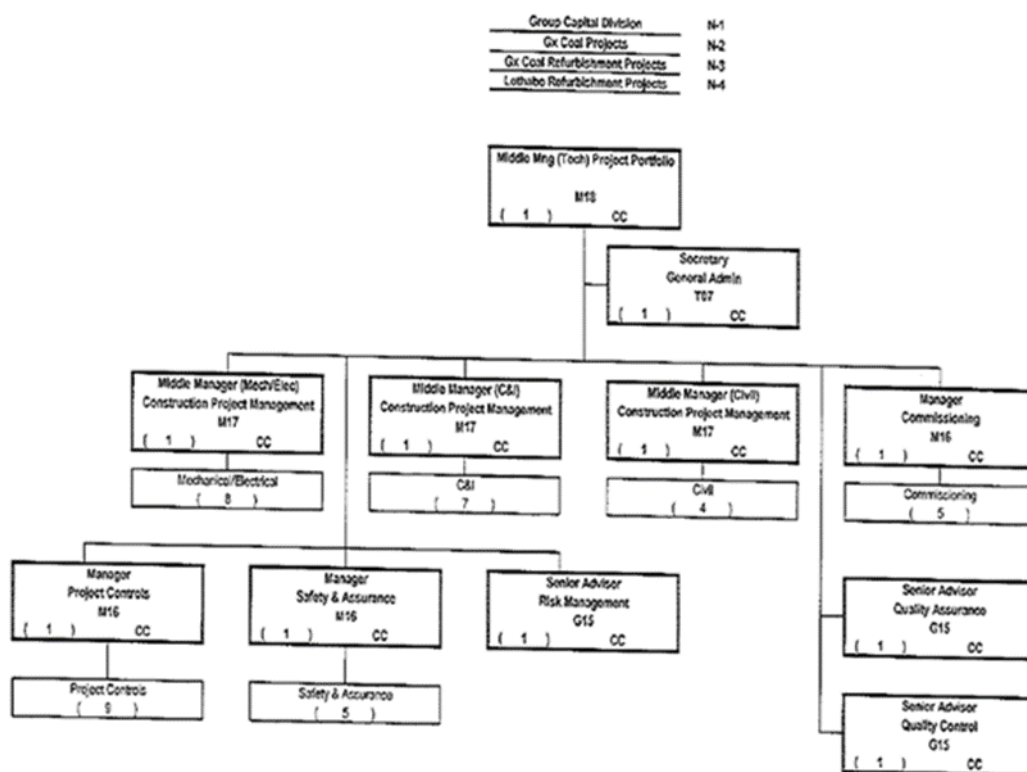 Group Capital Division N-1
Gx Coal Projects N-2
Gx Coal Refurbishment Projects N-3
Lethabo Refurbishment Projects N-4
Middle Mng (Tech) Project Portfolio
M18
( 1 ) CC
Secretary
General Admin
T07
( 1 ) CC
Middle Manager (Mech/Elec)
Construction Project Management
M17
( 1 ) CC
Mechanical/Electrical
( 8 )
Middle Manager (C&I)
Construction Project Management
M17
( 1 ) CC
C&I
( 7 )
Middle Manager (Civil)
Construction Project Management
M17
( 1 ) CC
Civil
( 4 )
Manager
Commissioning
M16
( 1 ) CC
Commissioning
( 5 )
Manager
Project Controls
M16
( 1 ) CC
Project Controls
( 9 )
Manager
Safety & Assurance
M16
( 1 ) CC
Safety & Assurance
( 5 )
Senior Advisor
Risk Management
G15
( 1 ) CC
Senior Advisor
Quality Assurance
G15
( 1 ) CC
Senior Advisor
Quality Control
G15
( 1 ) CC